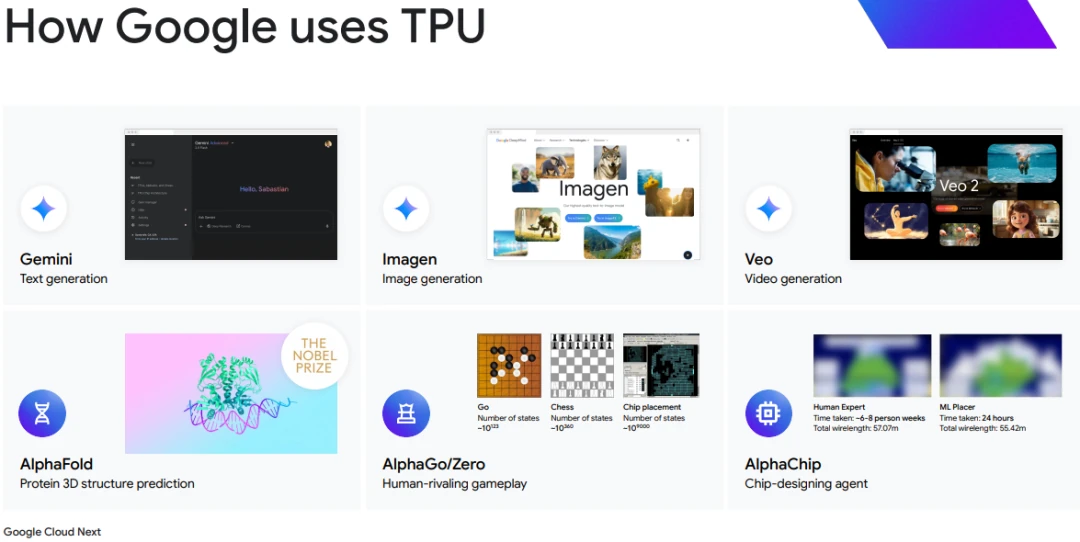 How Google uses TPU
Hello, Sabastian
Gemini
Text generation
Imagen
Imagen
Image generation
Veo 2
Veo
Video generation
THE
NOBEL
PRIZE
AlphaFold
Protein 3D structure prediction
Go
Number of states
~10¹²³
Chess
Number of states
~10³⁶⁰
Chip placement
Number of states
~10⁹⁰⁰⁰
AlphaGo/Zero
Human-rivaling gameplay
Human Expert
Time taken: ~6-8 person weeks
Total wirelength: 57.07m
ML Placer
Time taken: 24 hours
Total wirelength: 55.42m
AlphaChip
Chip-designing agent
Google Cloud Next